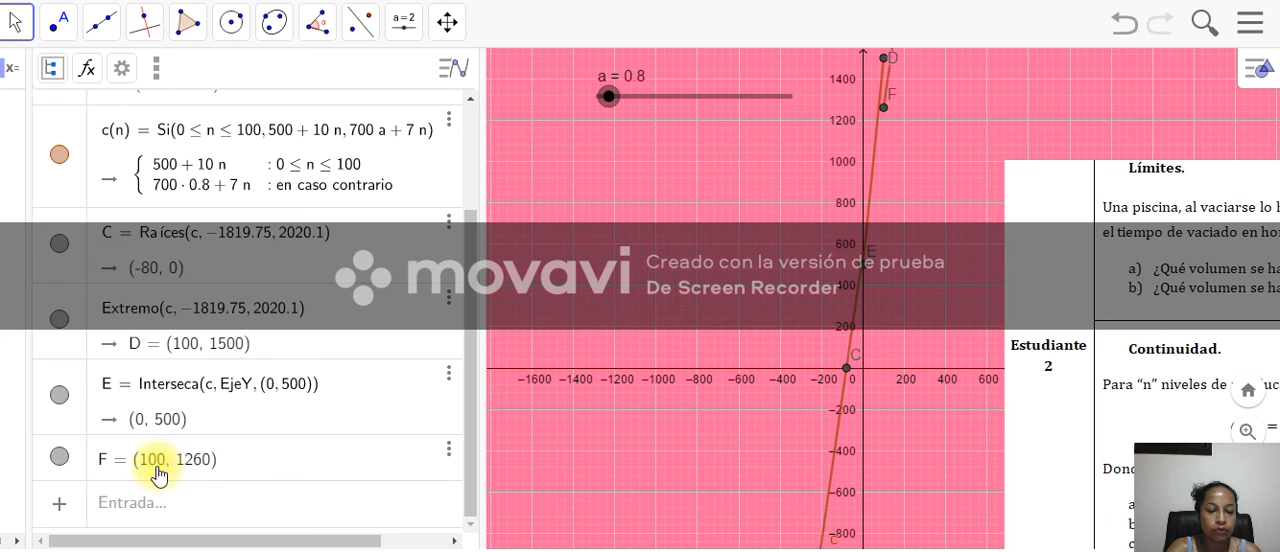 a=2
x=
fx
c(n) = Si(0 ≤ n ≤ 100, 500 + 10 n, 700 a + 7 n)
→ { 500 + 10 n : 0 ≤ n ≤ 100
700 · 0.8 + 7 n : en caso contrario
C = Raíces(c, −1819.75, 2020.1)
→ (-80, 0)
Extremo(c, −1819.75, 2020.1)
→ D = (100, 1500)
E = Interseca(c, EjeY, (0, 500))
→ (0, 500)
F = (100, 1260)
+ Entrada...
a = 0.8
D
F
E
C
c
1400
1200
1000
800
600
400
200
−1600 −1400 −1200 −1000 −800 −600 −400 −200 0 200 400 600
−200
−400
−600
−800
movavi
Creado con la versión de prueba
De Screen Recorder
Límites.
Una piscina, al vaciarse lo
el tiempo de vaciado en
a) ¿Qué volumen se ha
b) ¿Qué volumen se ha
Estudiante
2
Continuidad.
Para “n” niveles de
=